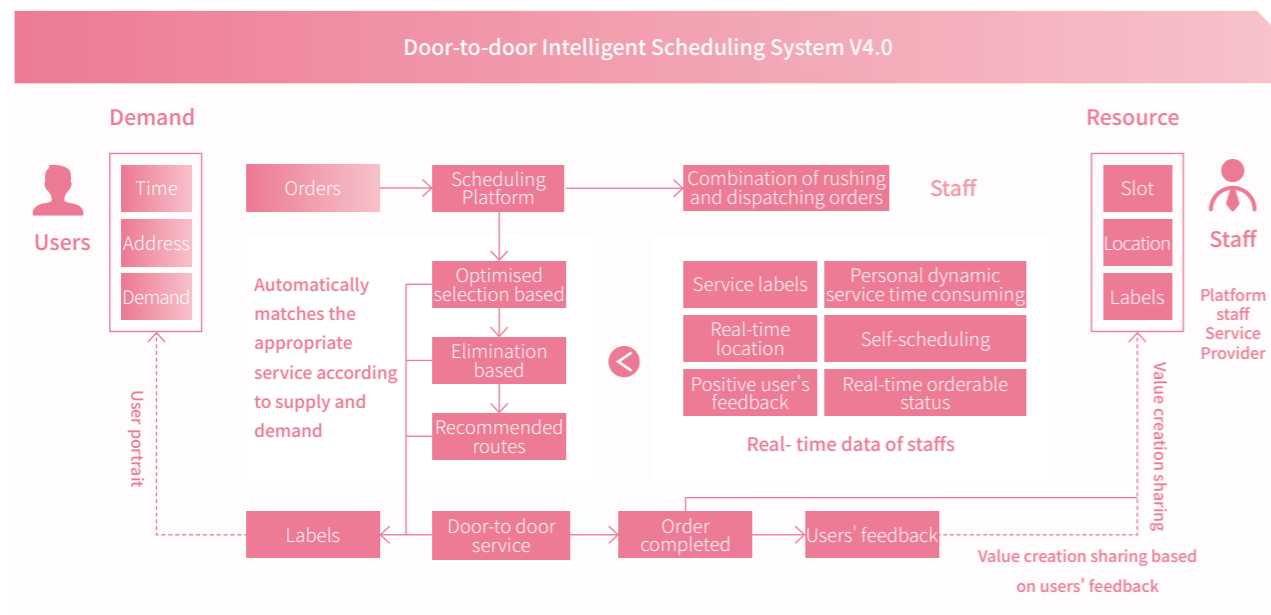 Door-to-door Intelligent Scheduling System V4.0
Demand
Resource
Users
Time
Address
Demand
Orders
Scheduling
Platform
Combination of rushing
and dispatching orders
Staff
Slot
Location
Labels
Staff
Platform
staff
Service
Provider
Automatically
matches the
appropriate
service according
to supply and
demand
Optimised
selection based
Elimination
based
Recommended
routes
Service labels
Personal dynamic
service time consuming
Real-time
location
Self-scheduling
Positive user's
feedback
Real-time orderable
status
Real- time data of staffs
User portrait
Value creation sharing
Labels
Door-to door
service
Order
completed
Users' feedback
Value creation sharing based
on users' feedback